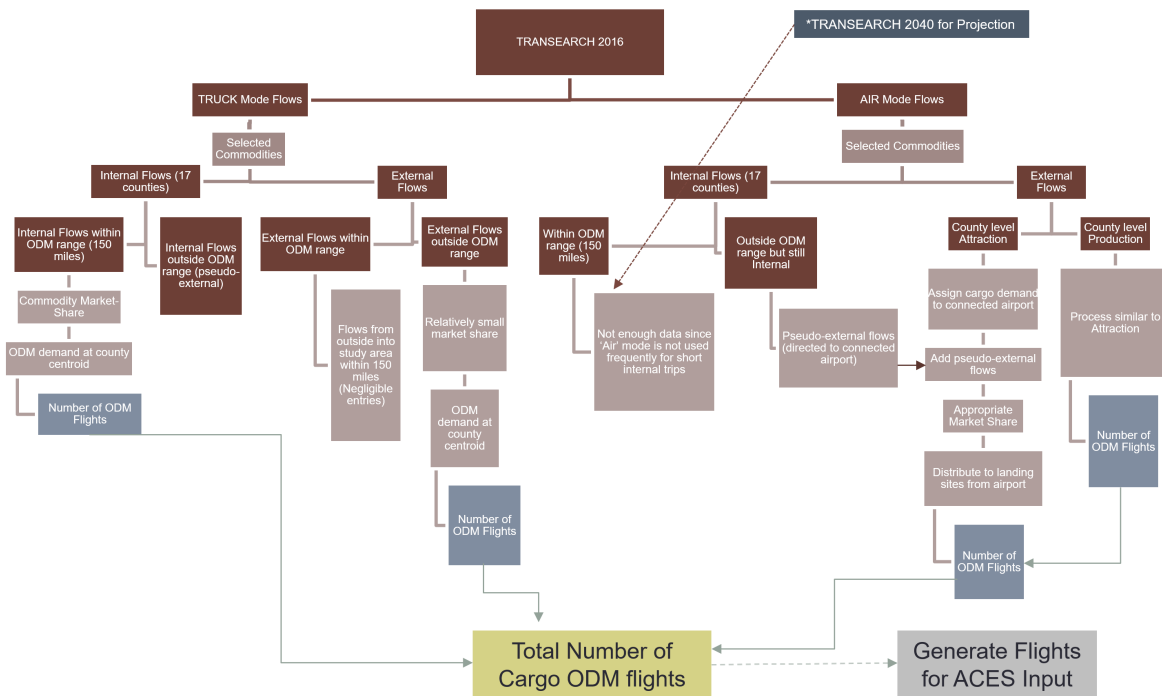 *TRANSEARCH 2040 for Projection
TRANSEARCH 2016
TRUCK Mode Flows
AIR Mode Flows
Selected
Commodities
Selected
Commodities
Internal Flows (17
counties)
External
Flows
Internal Flows (17
counties)
External
Flows
Internal Flows within
ODM range (150
miles)
Internal Flows
outside ODM
range (pseudo-
external)
External Flows within
ODM range
External Flows
outside ODM
range
Within ODM
range (150
miles)
Outside ODM
range but still
Internal
County level
Attraction
County level
Production
Commodity Market-
Share
ODM demand at county
centroid
Number of ODM
Flights
Flows from
outside into
study area
within 150
miles
(Negligible
entries)
Relatively small
market share
ODM
demand at
county
centroid
Number of
ODM Flights
Not enough data since
'Air' mode is not used
frequently for short
internal trips
Pseudo-external flows
(directed to connected
airport)
Assign cargo demand
to connected airport
Add pseudo-external
flows
Appropriate
Market Share
Distribute to landing
sites from airport
Number of
ODM Flights
Process similar to
Attraction
Number of
ODM Flights
Total Number of
Cargo ODM flights
Generate Flights
for ACES Input